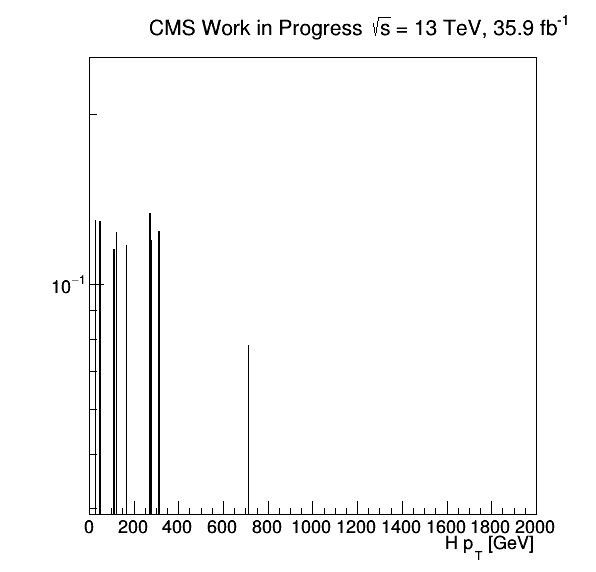 CMS Work in Progress √s = 13 TeV, 35.9 fb⁻¹
10⁻¹
0 200 400 600 800 1000 1200 1400 1600 1800 2000
H p_T [GeV]